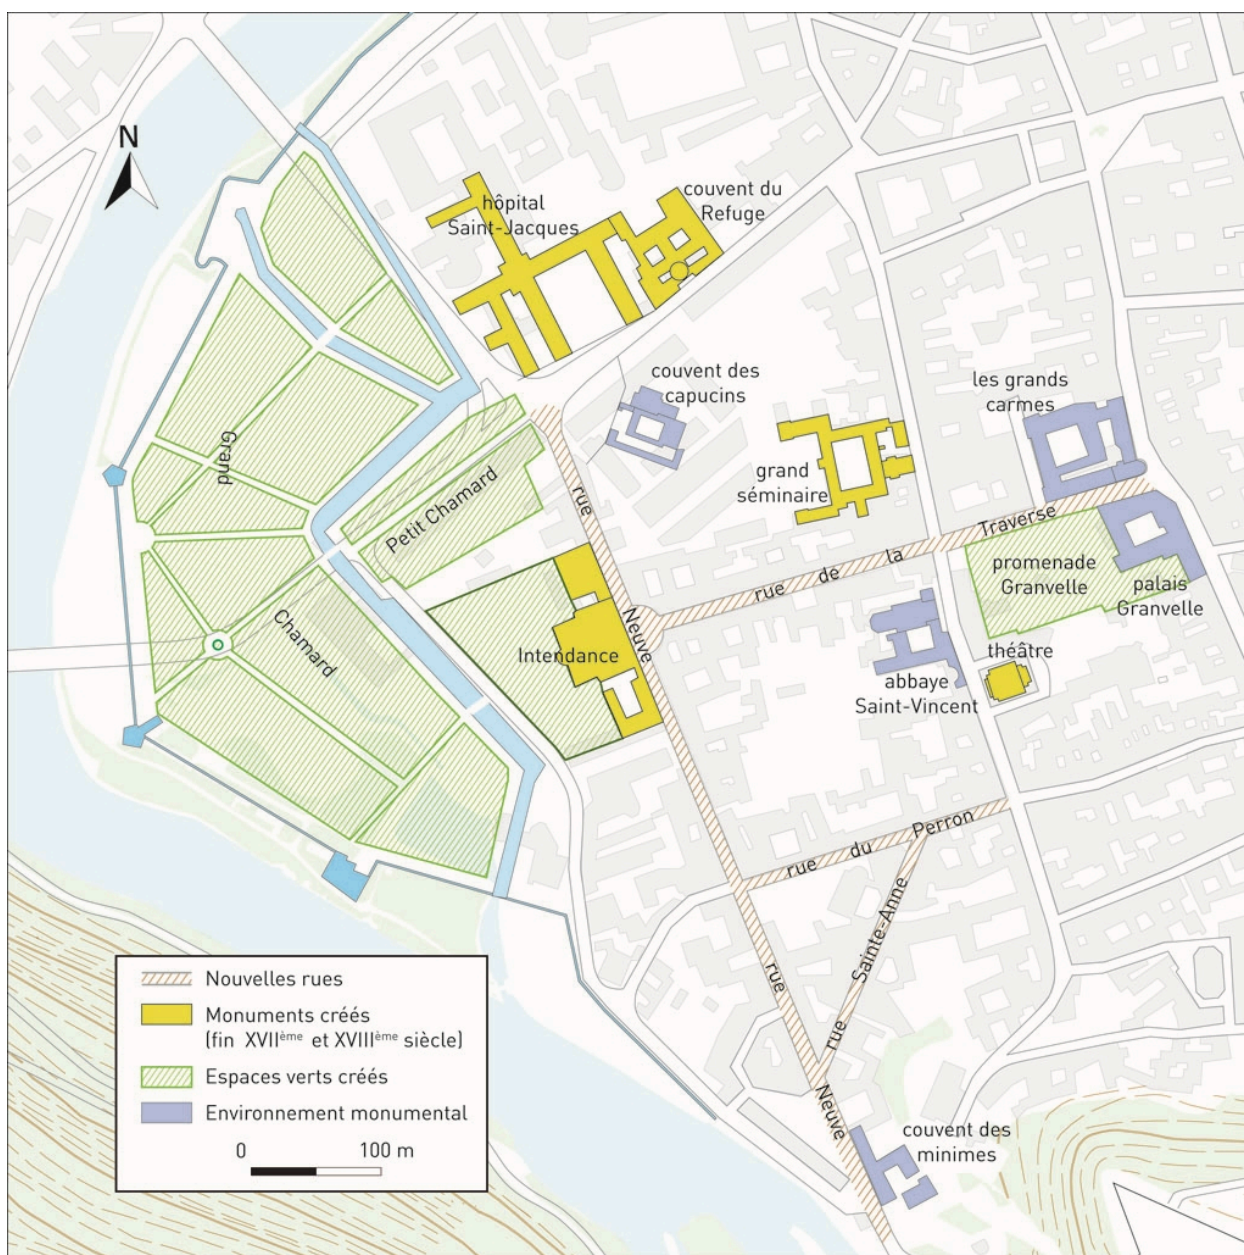 N
hôpital
Saint-Jacques
couvent du
Refuge
couvent des
capucins
les grands
carmes
grand
séminaire
Grand
Chamard
Petit Chamard
rue
Neuve
rue de la Traverse
promenade
Granvelle
palais
Granvelle
Intendance
théâtre
abbaye
Saint-Vincent
rue du Perron
rue Sainte-Anne
rue
Neuve
couvent des
minimes
Nouvelles rues
Monuments créés
(fin XVIIème et XVIIIème siècle)
Espaces verts créés
Environnement monumental
0 100 m